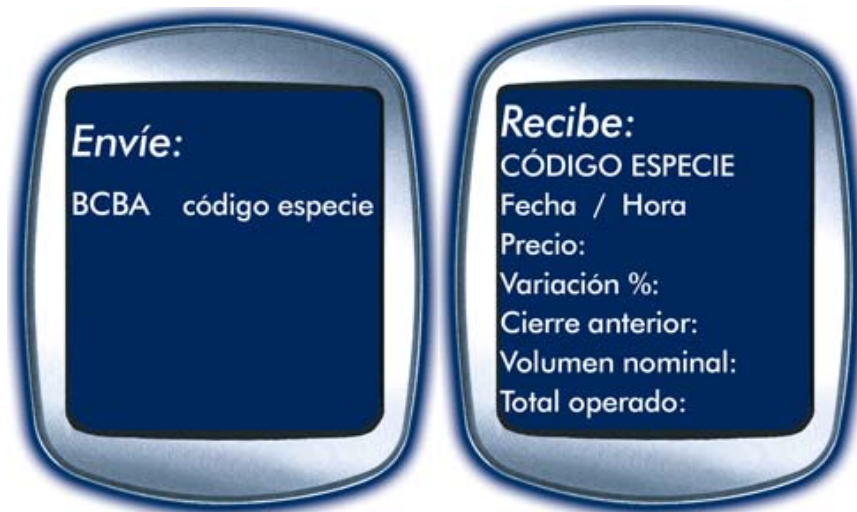 Envíe:
BCBA código especie
Recibe:
CÓDIGO ESPECIE
Fecha / Hora
Precio:
Variación %:
Cierre anterior:
Volumen nominal:
Total operado: